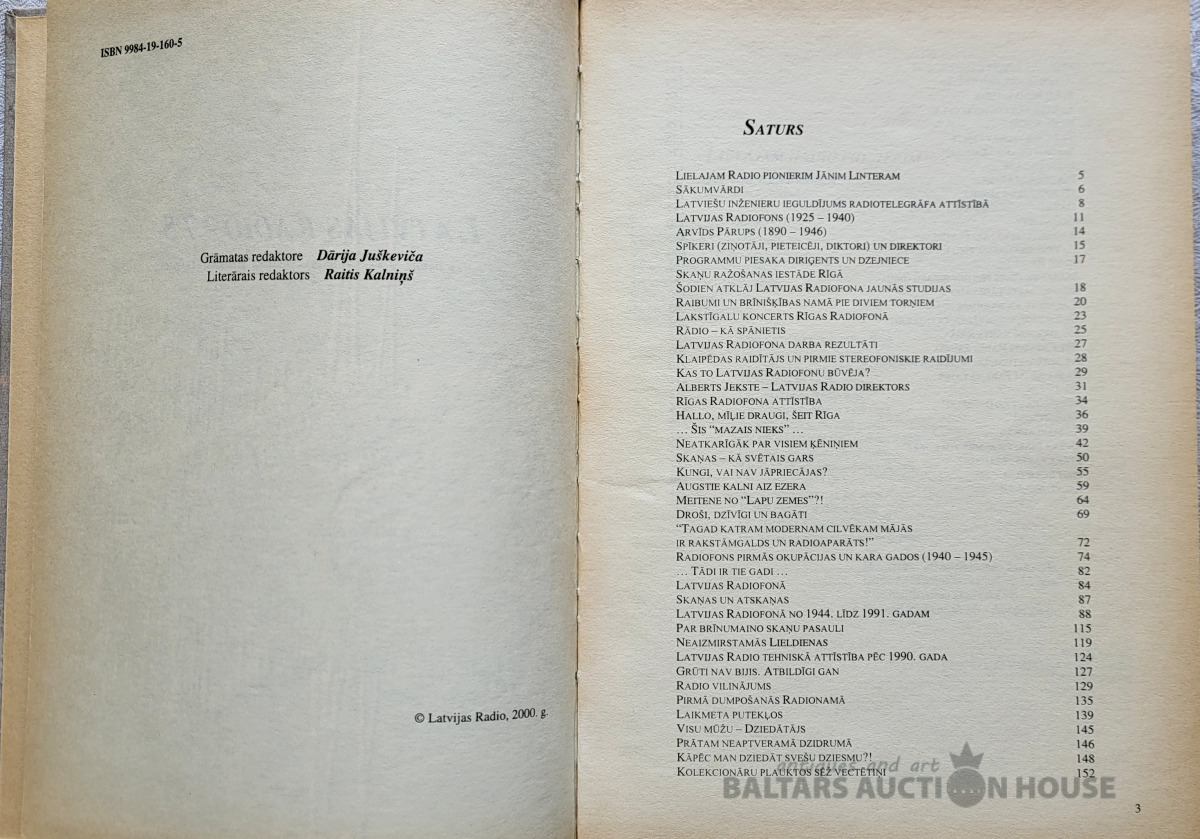 ISBN 9984-19-160-5
Grāmatas redaktore Dārija Juškeviča
Literārais redaktors Raitis Kalniņš
© Latvijas Radio, 2000. g.
SATURS
LIELAJAM RADIO PIONIERIM JĀNIM LINTERAM 5
SĀKUMVĀRDI 6
LATVIEŠU INŽENIERU IEGULDĪJUMS RADIOTELEGRĀFA ATTĪSTĪBĀ 8
LATVIJAS RADIOFONS (1925 – 1940) 11
ARVĪDS PĀRUPS (1890 – 1946) 14
SPĪKERI (ZIŅOTĀJI, PIETEICĒJI, DIKTORI) UN DIREKTORI 15
PROGRAMMU PIESAKA DIRIĢENTS UN DZEJNIECE 17
SKAŅU RAŽOŠANAS IESTĀDE RĪGĀ
ŠODIEN ATKLĀJ LATVIJAS RADIOFONA JAUNĀS STUDIJAS 18
RAIBUMI UN BRĪNIŠĶĪBAS NAMĀ PIE DIVIEM TORŅIEM 20
LAKSTĪGALU KONCERTS RĪGAS RADIOFONĀ 23
RĀDIO – KĀ SPĀNIETIS 25
LATVIJAS RADIOFONA DARBA REZULTĀTI 27
KLAIPĒDAS RAIDĪTĀJS UN PIRMIE STEREOFONISKIE RAIDĪJUMI 28
KAS TO LATVIJAS RADIOFONU BŪVĒJA? 29
ALBERTS JEKSTE – LATVIJAS RADIO DIREKTORS 31
RĪGAS RADIOFONA ATTĪSTĪBA 34
HALLO, MĪĻIE DRAUGI, ŠEIT RĪGA 36
... ŠIS “MAZAIS NIEKS” ... 39
NEATKARĪGĀK PAR VISIEM ĶĒNIŅIEM 42
SKAŅAS – KĀ SVĒTAIS GARS 50
KUNGI, VAI NAV JĀPRIECĀJAS? 55
AUGSTIE KALNI AIZ EZERA 59
MEITENE NO “LAPU ZEMES”?! 64
DROŠI, DZĪVĪGI UN BAGĀTI 69
“TAGAD KATRAM MODERNAM CILVĒKAM MĀJĀS
IR RAKSTĀMGALDS UN RADIOAPARĀTS!” 72
RADIOFONS PIRMĀS OKUPĀCIJAS UN KARA GADOS (1940 – 1945) 74
... TĀDI IR TIE GADI ... 82
LATVIJAS RADIOFONĀ 84
SKAŅAS UN ATSKAŅAS 87
LATVIJAS RADIOFONĀ NO 1944. LĪDZ 1991. GADAM 88
PAR BRĪNUMAINO SKAŅU PASAULI 115
NEAIZMIRSTAMĀS LIELDIENAS 119
LATVIJAS RADIO TEHNISKĀ ATTĪSTĪBA PĒC 1990. GADA 124
GRŪTI NAV BIJIS. ATBILDĪGI GAN 127
RADIO VILINĀJUMS 129
PIRMĀ DUMPOŠANĀS RADIONAMĀ 135
LAIKMETA PUTEKĻOS 139
VISU MŪŽU – DZIEDĀTĀJS 145
PRĀTAM NEAPTVERAMĀ DZIDRUMĀ 146
KĀPĒC MAN DZIEDĀT SVEŠU DZIESMU?! 148
KOLEKCIONĀRU PLAUKTOS SĒŽ VECTĒTIŅI 152
antiques and art
BALTARS AUCTION HOUSE
3